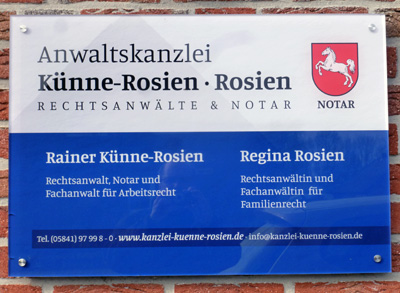 Anwaltskanzlei
Künne-Rosien · Rosien
RECHTSANWÄLTE & NOTAR
NOTAR
Rainer Künne-Rosien
Rechtsanwalt, Notar und
Fachanwalt für Arbeitsrecht
Regina Rosien
Rechtsanwältin und
Fachanwältin für
Familienrecht
Tel. (05841) 97 99 8 - 0 · www.kanzlei-kuenne-rosien.de · info@kanzlei-kuenne-rosien.de